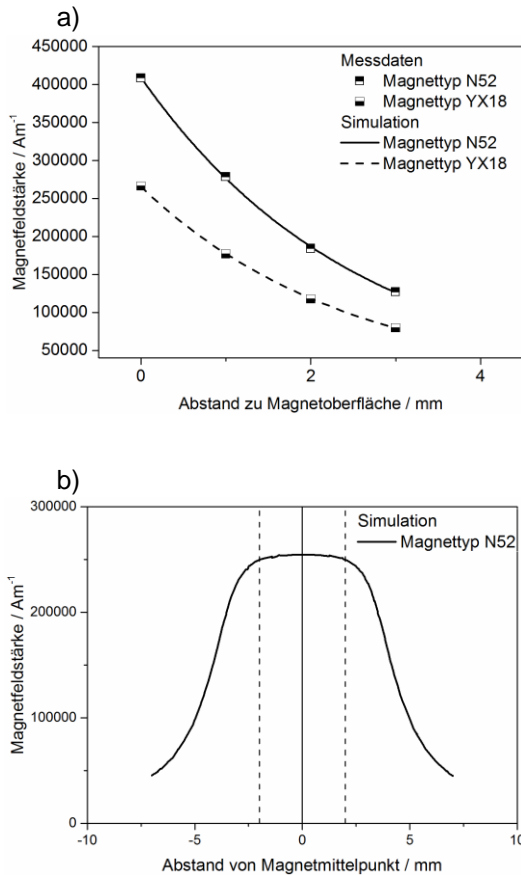 a)
450000
400000
350000
300000
250000
200000
150000
100000
50000
Magnetfeldstärke / Am-1
Messdaten
Magnettyp N52
Magnettyp YX18
Simulation
Magnettyp N52
Magnettyp YX18
0 2 4
Abstand zu Magnetoberfläche / mm
b)
300000
200000
100000
0
Magnetfeldstärke / Am⁻¹
Simulation
Magnettyp N52
-10 -5 0 5 10
Abstand von Magnetmittelpunkt / mm